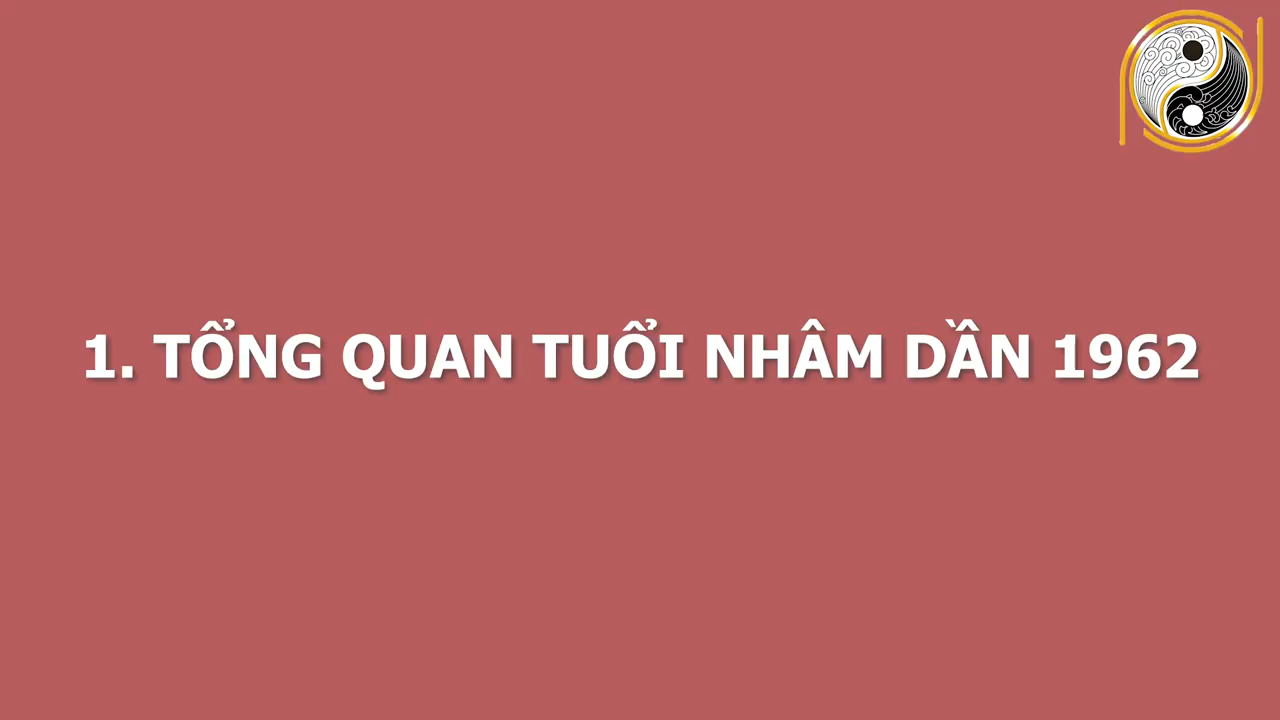 1. TỔNG QUAN TUỔI NHÂM DẦN 1962